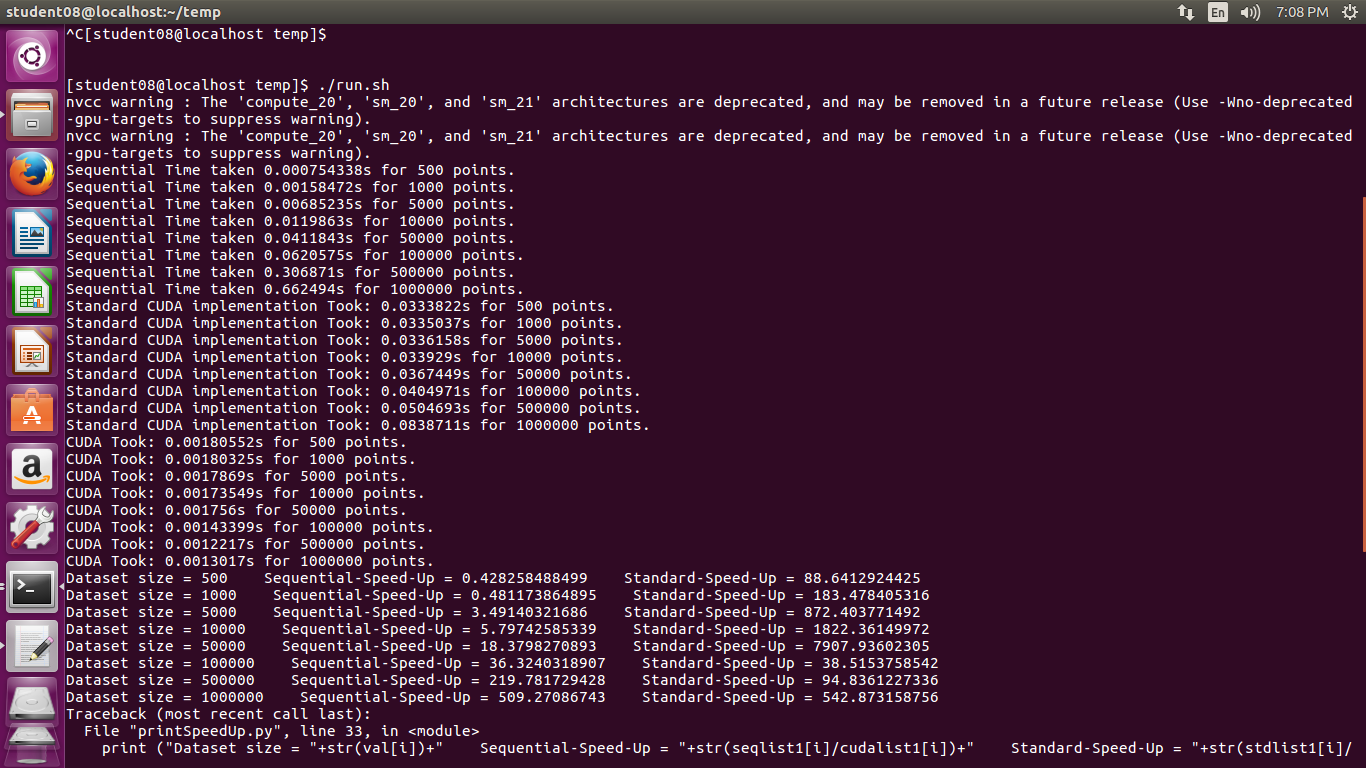 student08@localhost:~/temp
En
7:08 PM
^C[student08@localhost temp]$
[student08@localhost temp]$ ./run.sh
nvcc warning : The 'compute_20', 'sm_20', and 'sm_21' architectures are deprecated, and may be removed in a future release (Use -Wno-deprecated
-gpu-targets to suppress warning).
nvcc warning : The 'compute_20', 'sm_20', and 'sm_21' architectures are deprecated, and may be removed in a future release (Use -Wno-deprecated
-gpu-targets to suppress warning).
Sequential Time taken 0.000754338s for 500 points.
Sequential Time taken 0.00158472s for 1000 points.
Sequential Time taken 0.00685235s for 5000 points.
Sequential Time taken 0.0119863s for 10000 points.
Sequential Time taken 0.0411843s for 50000 points.
Sequential Time taken 0.0620575s for 100000 points.
Sequential Time taken 0.306871s for 500000 points.
Sequential Time taken 0.662494s for 1000000 points.
Standard CUDA implementation Took: 0.0333822s for 500 points.
Standard CUDA implementation Took: 0.0335037s for 1000 points.
Standard CUDA implementation Took: 0.0336158s for 5000 points.
Standard CUDA implementation Took: 0.033929s for 10000 points.
Standard CUDA implementation Took: 0.0367449s for 50000 points.
Standard CUDA implementation Took: 0.0404971s for 100000 points.
Standard CUDA implementation Took: 0.0504693s for 500000 points.
Standard CUDA implementation Took: 0.0838711s for 1000000 points.
CUDA Took: 0.00180552s for 500 points.
CUDA Took: 0.00180325s for 1000 points.
CUDA Took: 0.0017869s for 5000 points.
CUDA Took: 0.00173549s for 10000 points.
CUDA Took: 0.001756s for 50000 points.
CUDA Took: 0.00143399s for 100000 points.
CUDA Took: 0.0012217s for 500000 points.
CUDA Took: 0.0013017s for 1000000 points.
Dataset size = 500    Sequential-Speed-Up = 0.428258488499    Standard-Speed-Up = 88.6412924425
Dataset size = 1000    Sequential-Speed-Up = 0.481173864895    Standard-Speed-Up = 183.478405316
Dataset size = 5000    Sequential-Speed-Up = 3.49140321686    Standard-Speed-Up = 872.403771492
Dataset size = 10000    Sequential-Speed-Up = 5.79742585339    Standard-Speed-Up = 1822.36149972
Dataset size = 50000    Sequential-Speed-Up = 18.3798270893    Standard-Speed-Up = 7907.93602305
Dataset size = 100000    Sequential-Speed-Up = 36.3240318907    Standard-Speed-Up = 38.5153758542
Dataset size = 500000    Sequential-Speed-Up = 219.781729428    Standard-Speed-Up = 94.8361227336
Dataset size = 1000000    Sequential-Speed-Up = 509.27086743    Standard-Speed-Up = 542.873158756
Traceback (most recent call last):
  File "printSpeedUp.py", line 33, in <module>
    print ("Dataset size = "+str(val[i])+"    Sequential-Speed-Up = "+str(seqlist1[i]/cudalist1[i])+"    Standard-Speed-Up = "+str(stdlist1[i]/